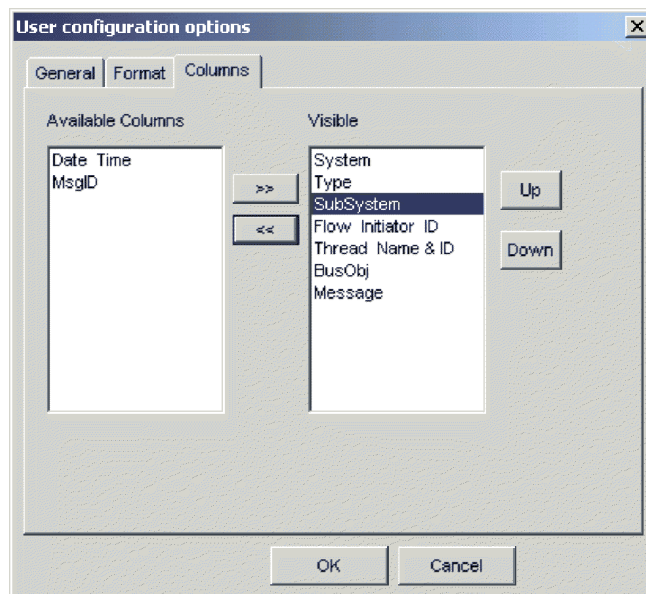 User configuration options
General Format Columns
Available Columns
Date Time
MsgID
>>
<<
Visible
System
Type
SubSystem
Flow Initiator ID
Thread Name & ID
BusObj
Message
Up
Down
OK Cancel